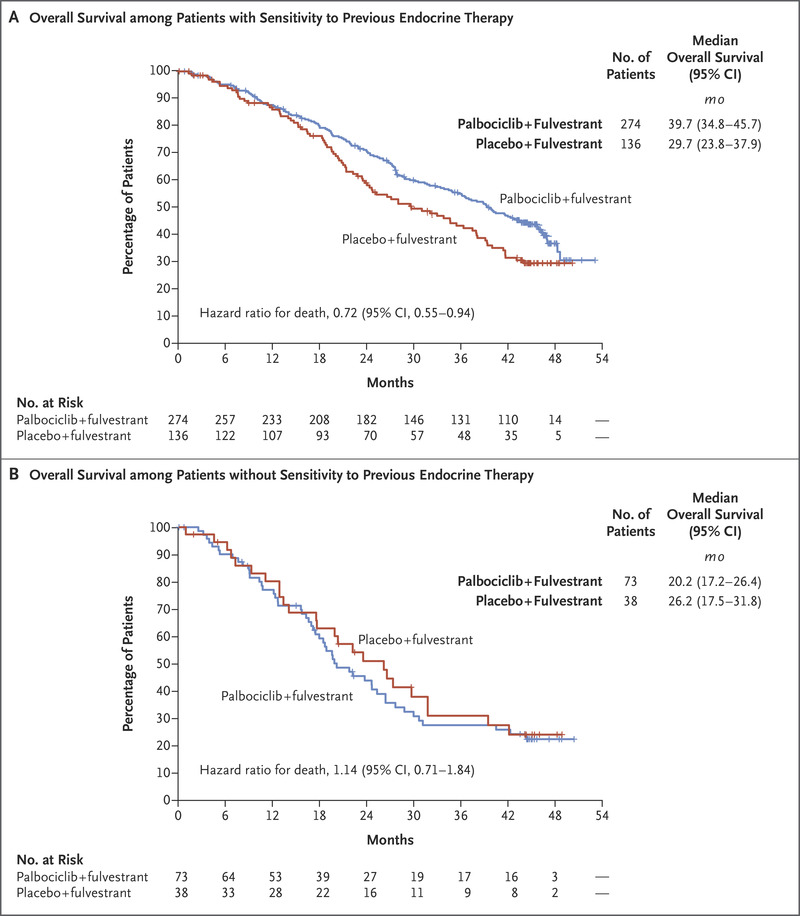 A Overall Survival among Patients with Sensitivity to Previous Endocrine Therapy
No. of Patients
Median Overall Survival (95% CI)
mo
Palbociclib+Fulvestrant 274 39.7 (34.8–45.7)
Placebo+Fulvestrant 136 29.7 (23.8–37.9)
Percentage of Patients
100
90
80
70
60
50
40
30
20
10
0
Palbociclib+fulvestrant
Placebo+fulvestrant
Hazard ratio for death, 0.72 (95% CI, 0.55–0.94)
0 6 12 18 24 30 36 42 48 54
Months
No. at Risk
Palbociclib+fulvestrant 274 257 233 208 182 146 131 110 14 —
Placebo+fulvestrant 136 122 107 93 70 57 48 35 5 —
B Overall Survival among Patients without Sensitivity to Previous Endocrine Therapy
No. of Patients
Median Overall Survival (95% CI)
mo
Palbociclib+Fulvestrant 73 20.2 (17.2–26.4)
Placebo+Fulvestrant 38 26.2 (17.5–31.8)
Percentage of Patients
100
90
80
70
60
50
40
30
20
10
0
Placebo+fulvestrant
Palbociclib+fulvestrant
Hazard ratio for death, 1.14 (95% CI, 0.71–1.84)
0 6 12 18 24 30 36 42 48 54
Months
No. at Risk
Palbociclib+fulvestrant 73 64 53 39 27 19 17 16 3 —
Placebo+fulvestrant 38 33 28 22 16 11 9 8 2 —